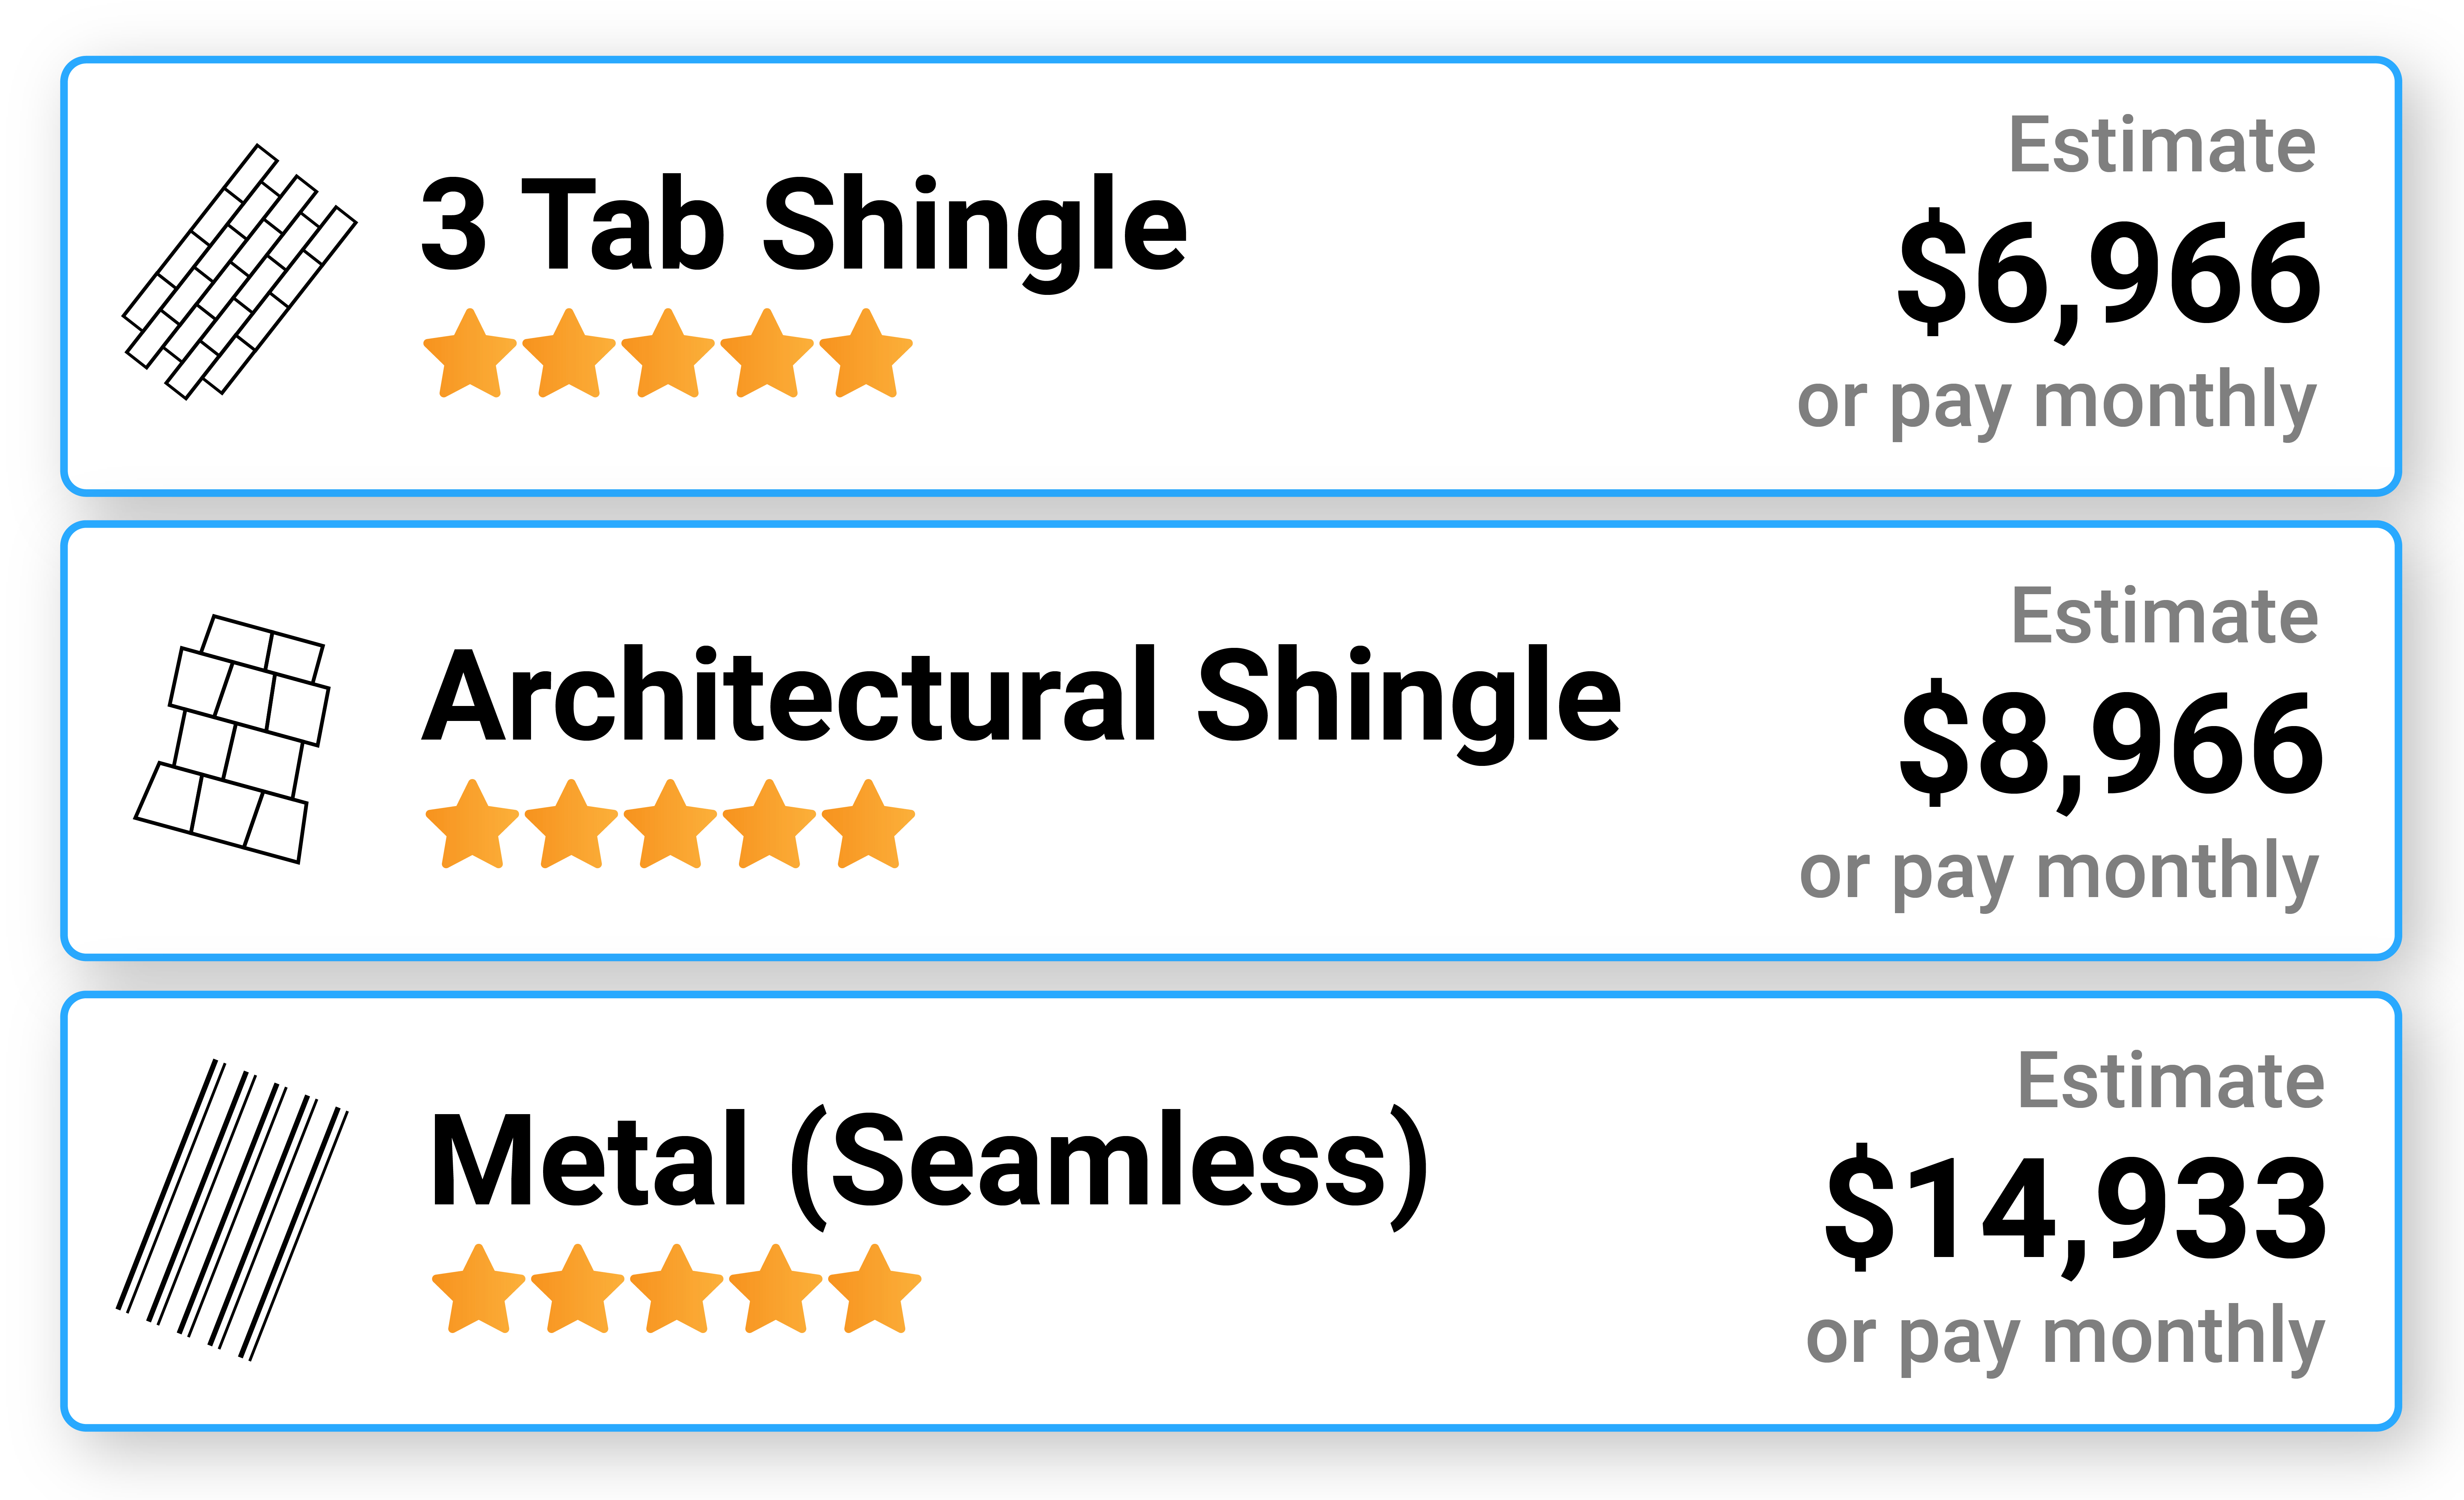 3 Tab Shingle
Estimate
$6,966
or pay monthly
Architectural Shingle
Estimate
$8,966
or pay monthly
Metal (Seamless)
Estimate
$14,933
or pay monthly